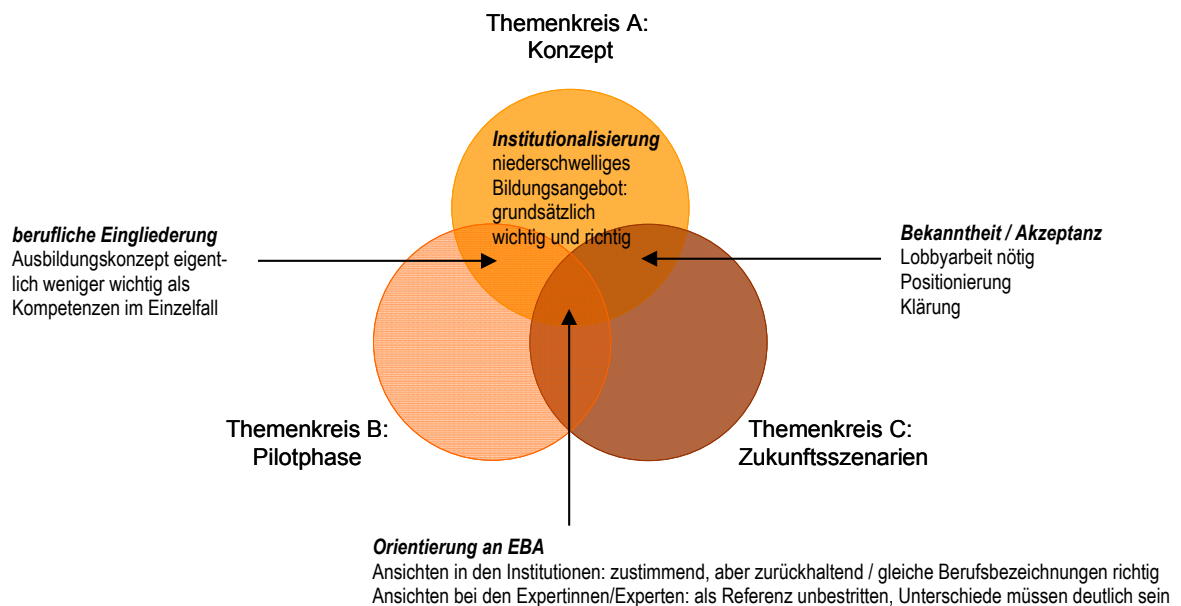 Themenkreis A:
Konzept
Institutionalisierung
niederschwelliges
Bildungsangebot:
grundsätzlich
wichtig und richtig
berufliche Eingliederung
Ausbildungskonzept eigent-
lich weniger wichtig als
Kompetenzen im Einzelfall
Bekanntheit / Akzeptanz
Lobbyarbeit nötig
Positionierung
Klärung
Themenkreis B:
Pilotphase
Themenkreis C:
Zukunftsszenarien
Orientierung an EBA
Ansichten in den Institutionen: zustimmend, aber zurückhaltend / gleiche Berufsbezeichnungen richtig
Ansichten bei den Expertinnen/Experten: als Referenz unbestritten, Unterschiede müssen deutlich sein